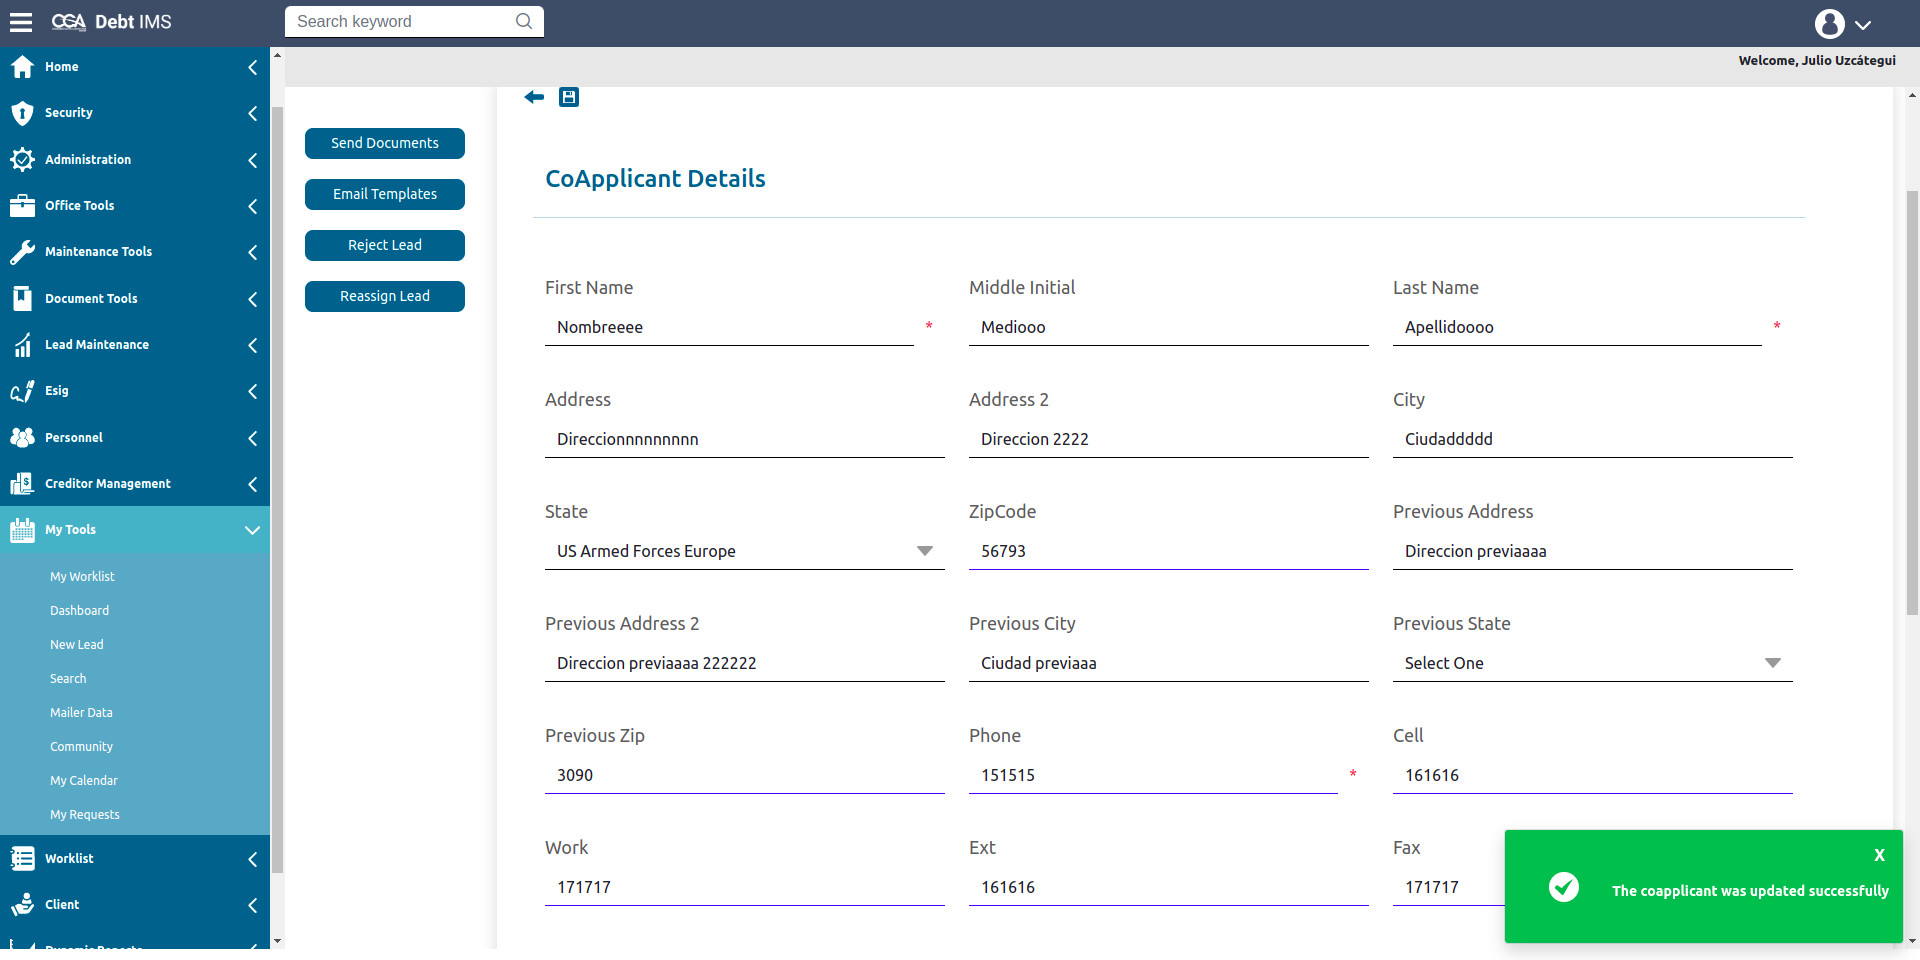 CGA Debt IMS
Search keyword
Welcome, Julio Uzcátegui
Home
Security
Administration
Office Tools
Maintenance Tools
Document Tools
Lead Maintenance
Esig
Personnel
Creditor Management
My Tools
My Worklist
Dashboard
New Lead
Search
Mailer Data
Community
My Calendar
My Requests
Worklist
Client
Send Documents
Email Templates
Reject Lead
Reassign Lead
CoApplicant Details
First Name
Middle Initial
Last Name
Nombreeee *
Mediooo
Apellidoooo *
Address
Address 2
City
Direccionnnnnnnnn
Direccion 2222
Ciudaddddd
State
ZipCode
Previous Address
US Armed Forces Europe
56793
Direccion previaaaa
Previous Address 2
Previous City
Previous State
Direccion previaaaa 222222
Ciudad previaaa
Select One
Previous Zip
Phone
Cell
3090
151515 *
161616
Work
Ext
Fax
171717
161616
171717
X
The coapplicant was updated successfully